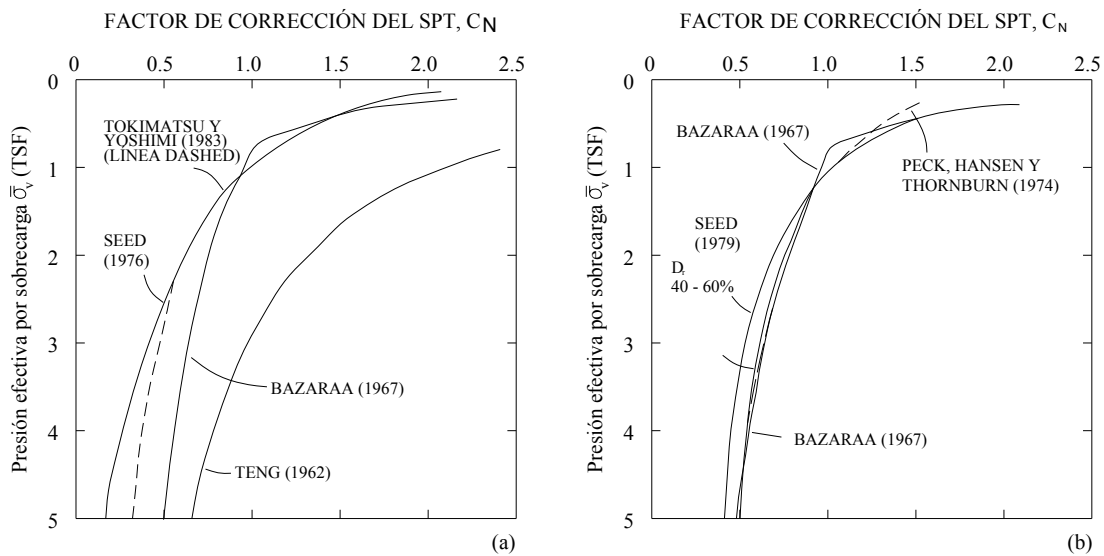 FACTOR DE CORRECCIÓN DEL SPT, CN
0 0.5 1.0 1.5 2.0 2.5
0
1
2
3
4
5
Presión efectiva por sobrecarga σ̅v (TSF)
TOKIMATSU Y
YOSHIMI (1983)
(LINEA DASHED)
SEED
(1976)
BAZARAA (1967)
TENG (1962)
(a)
FACTOR DE CORRECCIÓN DEL SPT, CN
0 0.5 1.0 1.5 2.0 2.5
0
1
2
3
4
5
Presión efectiva por sobrecarga σ̅v (TSF)
BAZARAA (1967)
PECK, HANSEN Y
THORNBURN (1974)
SEED
(1979)
Dr
40 - 60%
BAZARAA (1967)
(b)